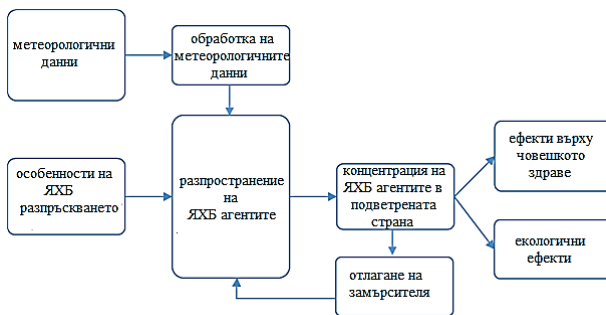 метеорологични
данни
обработка на
метеорологичните
данни
особенности на
ЯХБ
разпръскването
разпространение
на
ЯХБ агентите
концентрация на
ЯХБ агентите в
подветрената
страна
ефекти върху
човешкото
здраве
екологични
ефекти
отлагане на
замърсителя